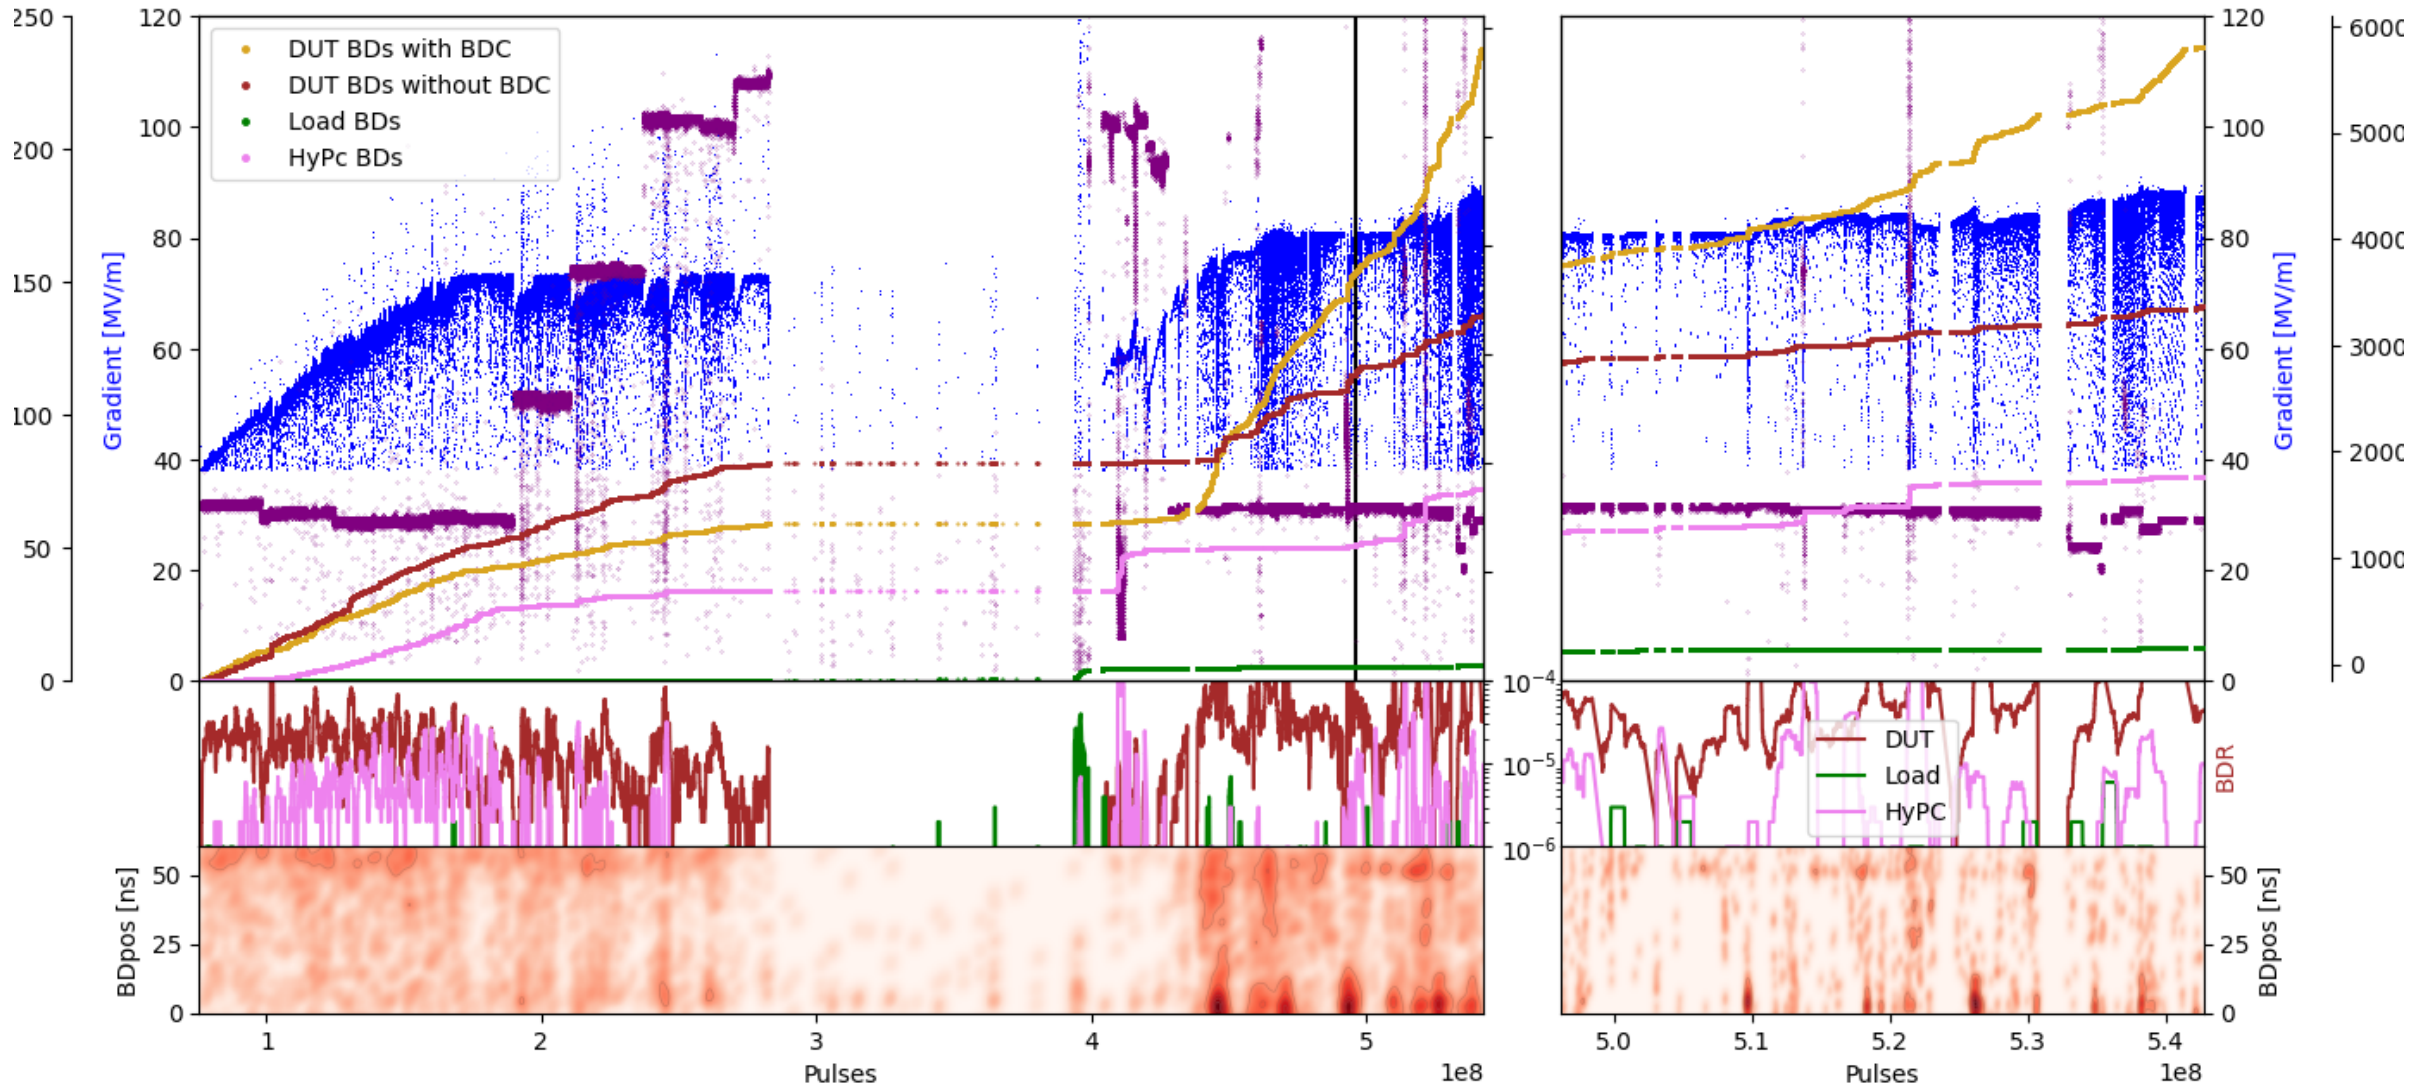 250
200
150
100
50
0
Gradient [MV/m]
120
100
80
60
40
20
0
DUT BDs with BDC
DUT BDs without BDC
Load BDs
HyPc BDs
120
100
80
60
40
20
0
Gradient [MV/m]
5000
4000
3000
2000
1000
0
10⁻⁴
10⁻⁵
10⁻⁶
DUT
Load
HyPC
BDR
BDpos [ns]
50
25
0
50
25
0
BDpos [ns]
1 2 3 4 5
Pulses
1e8
5.0 5.1 5.2 5.3 5.4
Pulses
1e8